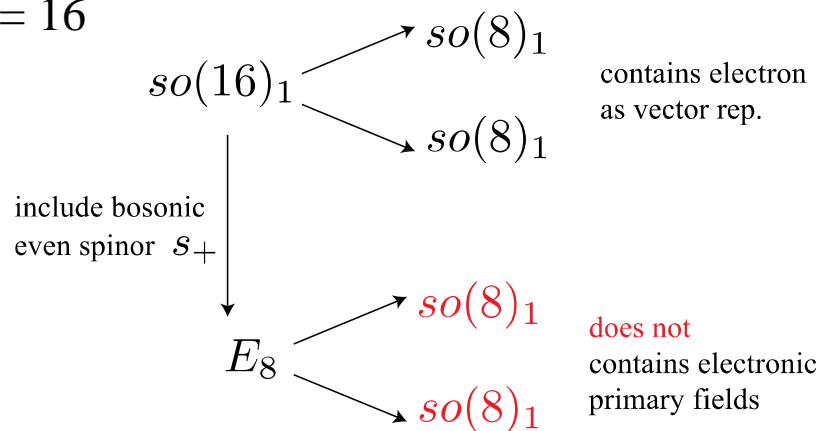 = 16
so(8)₁
so(16)₁
contains electron
as vector rep.
so(8)₁
include bosonic
even spinor s₊
so(8)₁
does not
E₈
contains electronic
primary fields
so(8)₁